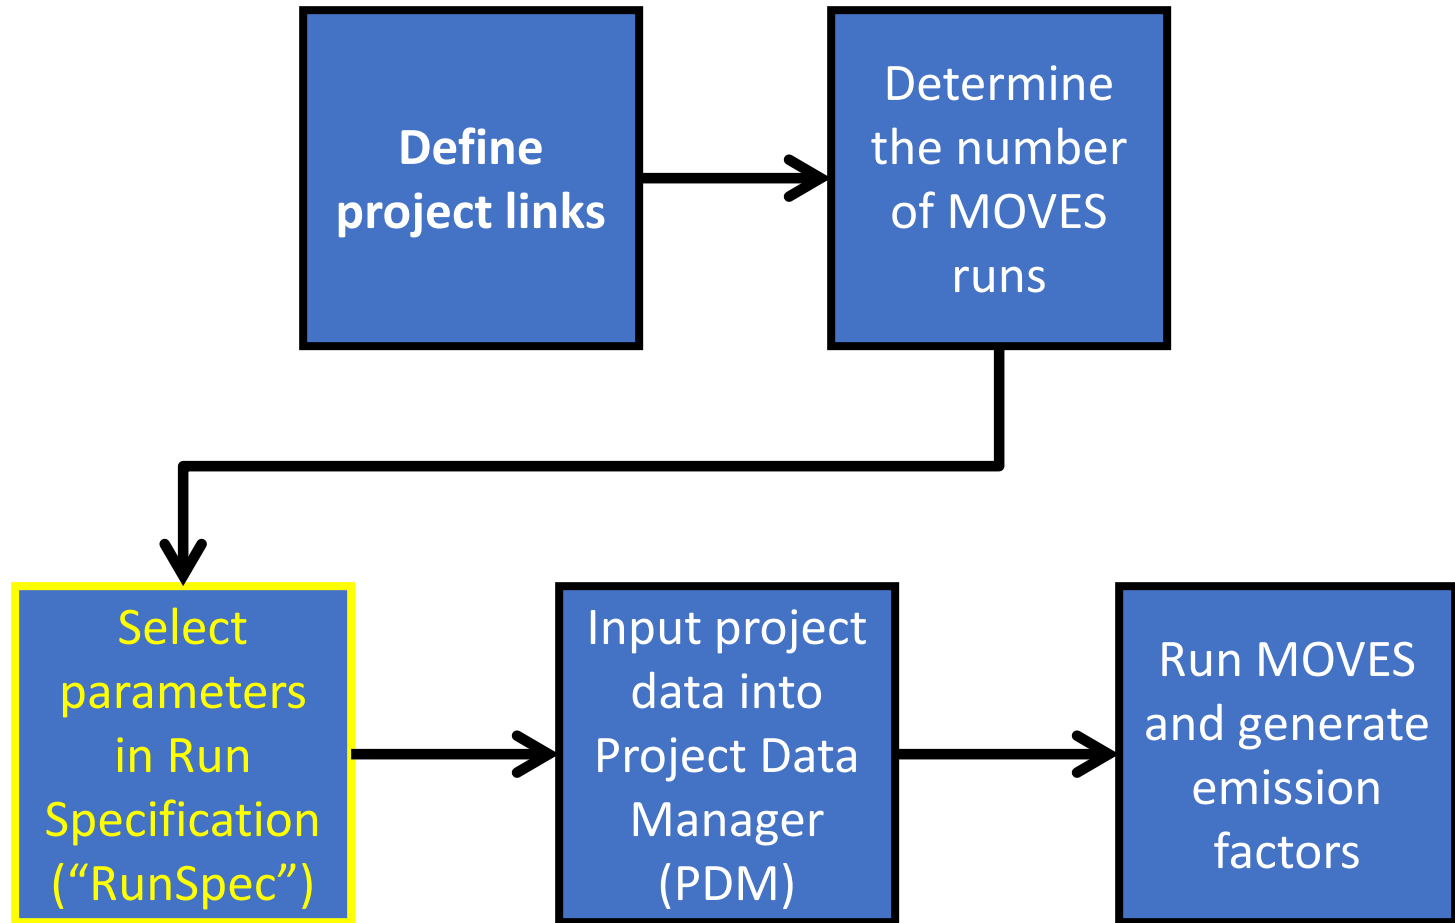 Define
project links
Determine
the number
of MOVES
runs
Select
parameters
in Run
Specification
(“RunSpec”)
Input project
data into
Project Data
Manager
(PDM)
Run MOVES
and generate
emission
factors